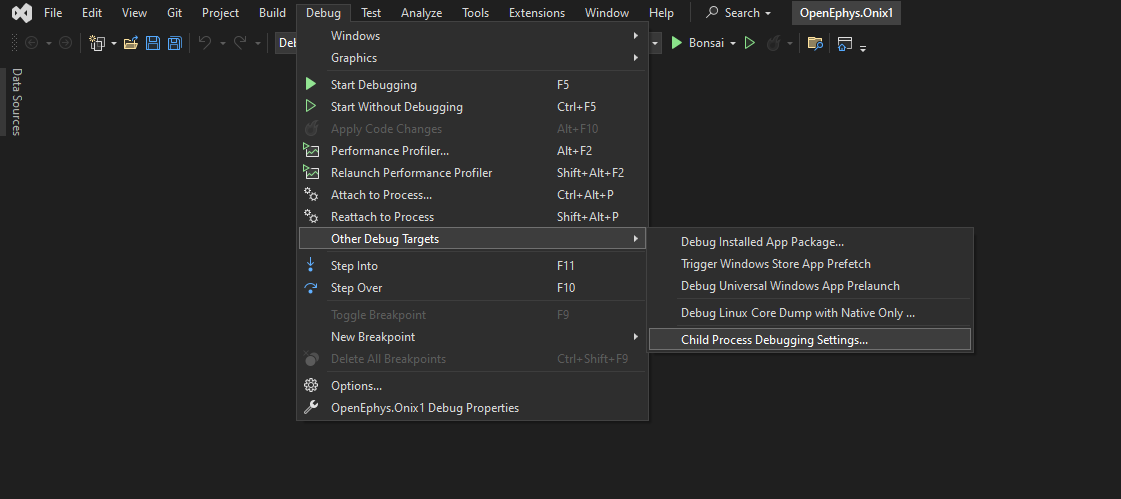 File Edit View Git Project Build Debug Test Analyze Tools Extensions Window Help Search OpenEphys.Onix1
Bonsai
Data Sources
Windows
Graphics
Start Debugging F5
Start Without Debugging Ctrl+F5
Apply Code Changes Alt+F10
Performance Profiler... Alt+F2
Relaunch Performance Profiler Shift+Alt+F2
Attach to Process... Ctrl+Alt+P
Reattach to Process Shift+Alt+P
Other Debug Targets
Debug Installed App Package...
Trigger Windows Store App Prefetch
Debug Universal Windows App Prelaunch
Debug Linux Core Dump with Native Only ...
Child Process Debugging Settings...
Step Into F11
Step Over F10
Toggle Breakpoint F9
New Breakpoint
Delete All Breakpoints Ctrl+Shift+F9
Options...
OpenEphys.Onix1 Debug Properties